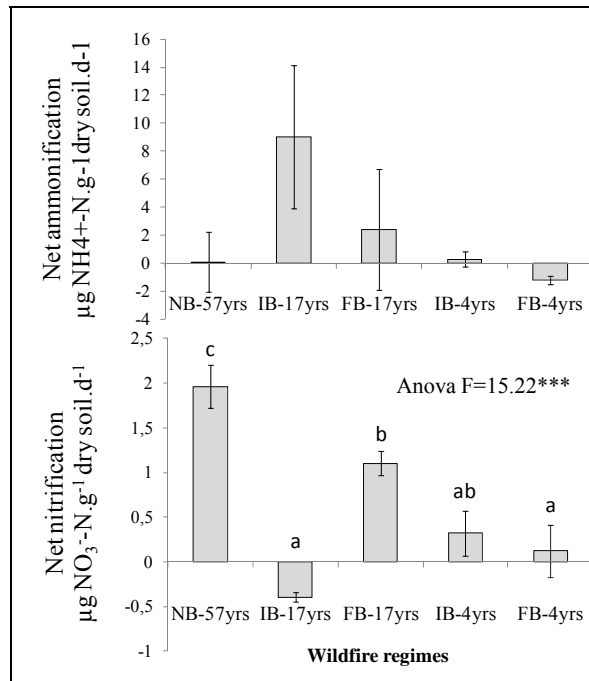 Net ammonification
µg NH4+-N.g-1dry soil.d-1
16
14
12
10
8
6
4
2
0
-2
-4
NB-57yrs IB-17yrs FB-17yrs IB-4yrs FB-4yrs
Net nitrification
µg NO₃⁻-N.g⁻¹ dry soil.d⁻¹
2,5
2
1,5
1
0,5
0
-0,5
-1
c
a
b
ab
a
Anova F=15.22***
NB-57yrs IB-17yrs FB-17yrs IB-4yrs FB-4yrs
Wildfire regimes